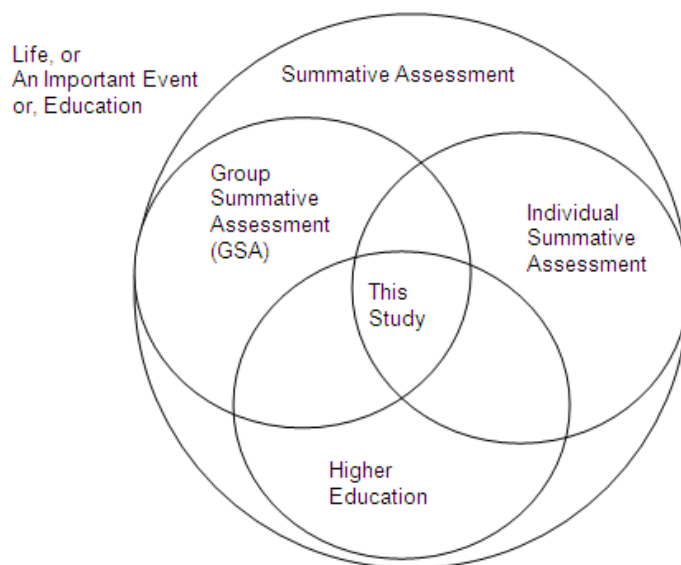 Life, or
An Important Event
or, Education
Summative Assessment
Group
Summative
Assessment
(GSA)
Individual
Summative
Assessment
This
Study
Higher
Education